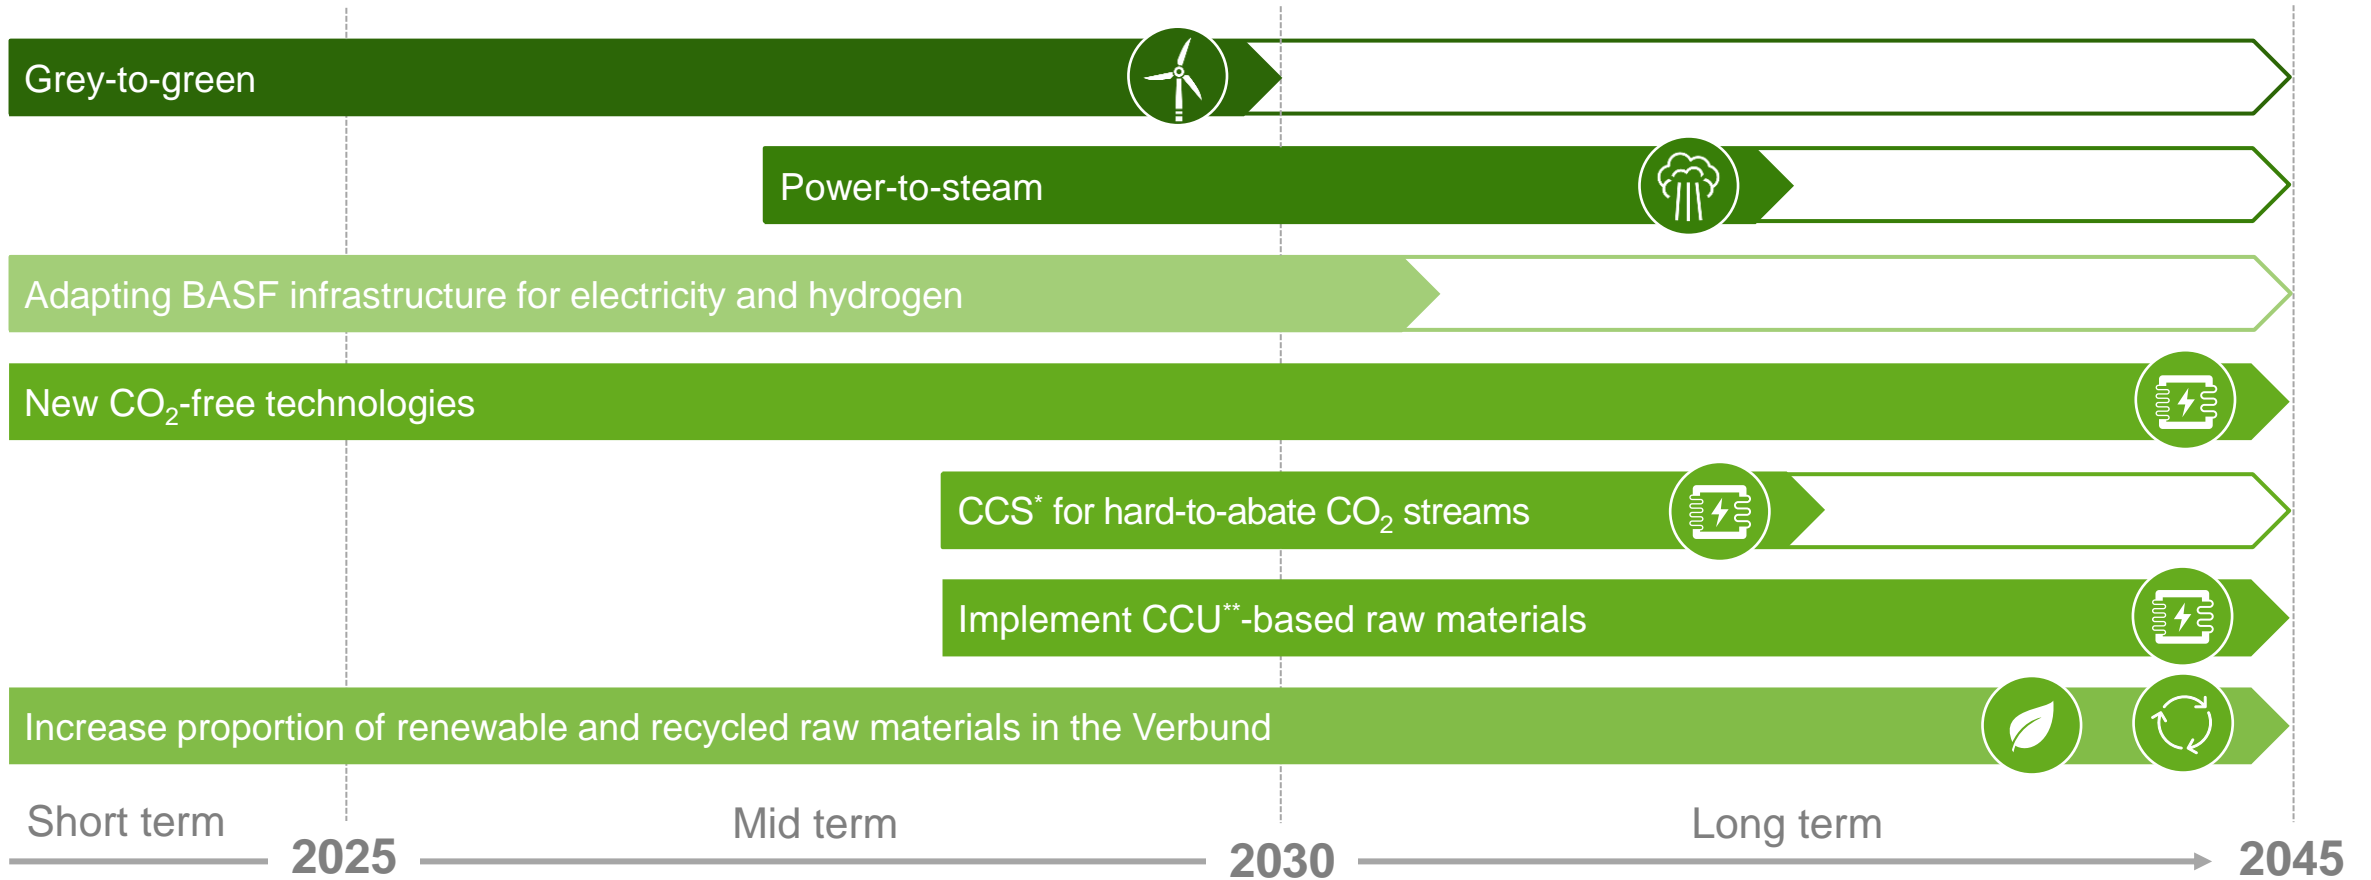 Grey-to-green
Power-to-steam
Adapting BASF infrastructure for electricity and hydrogen
New CO₂-free technologies
CCS* for hard-to-abate CO₂ streams
Implement CCU**-based raw materials
Increase proportion of renewable and recycled raw materials in the Verbund
Short term
Mid term
Long term
2025
2030
2045